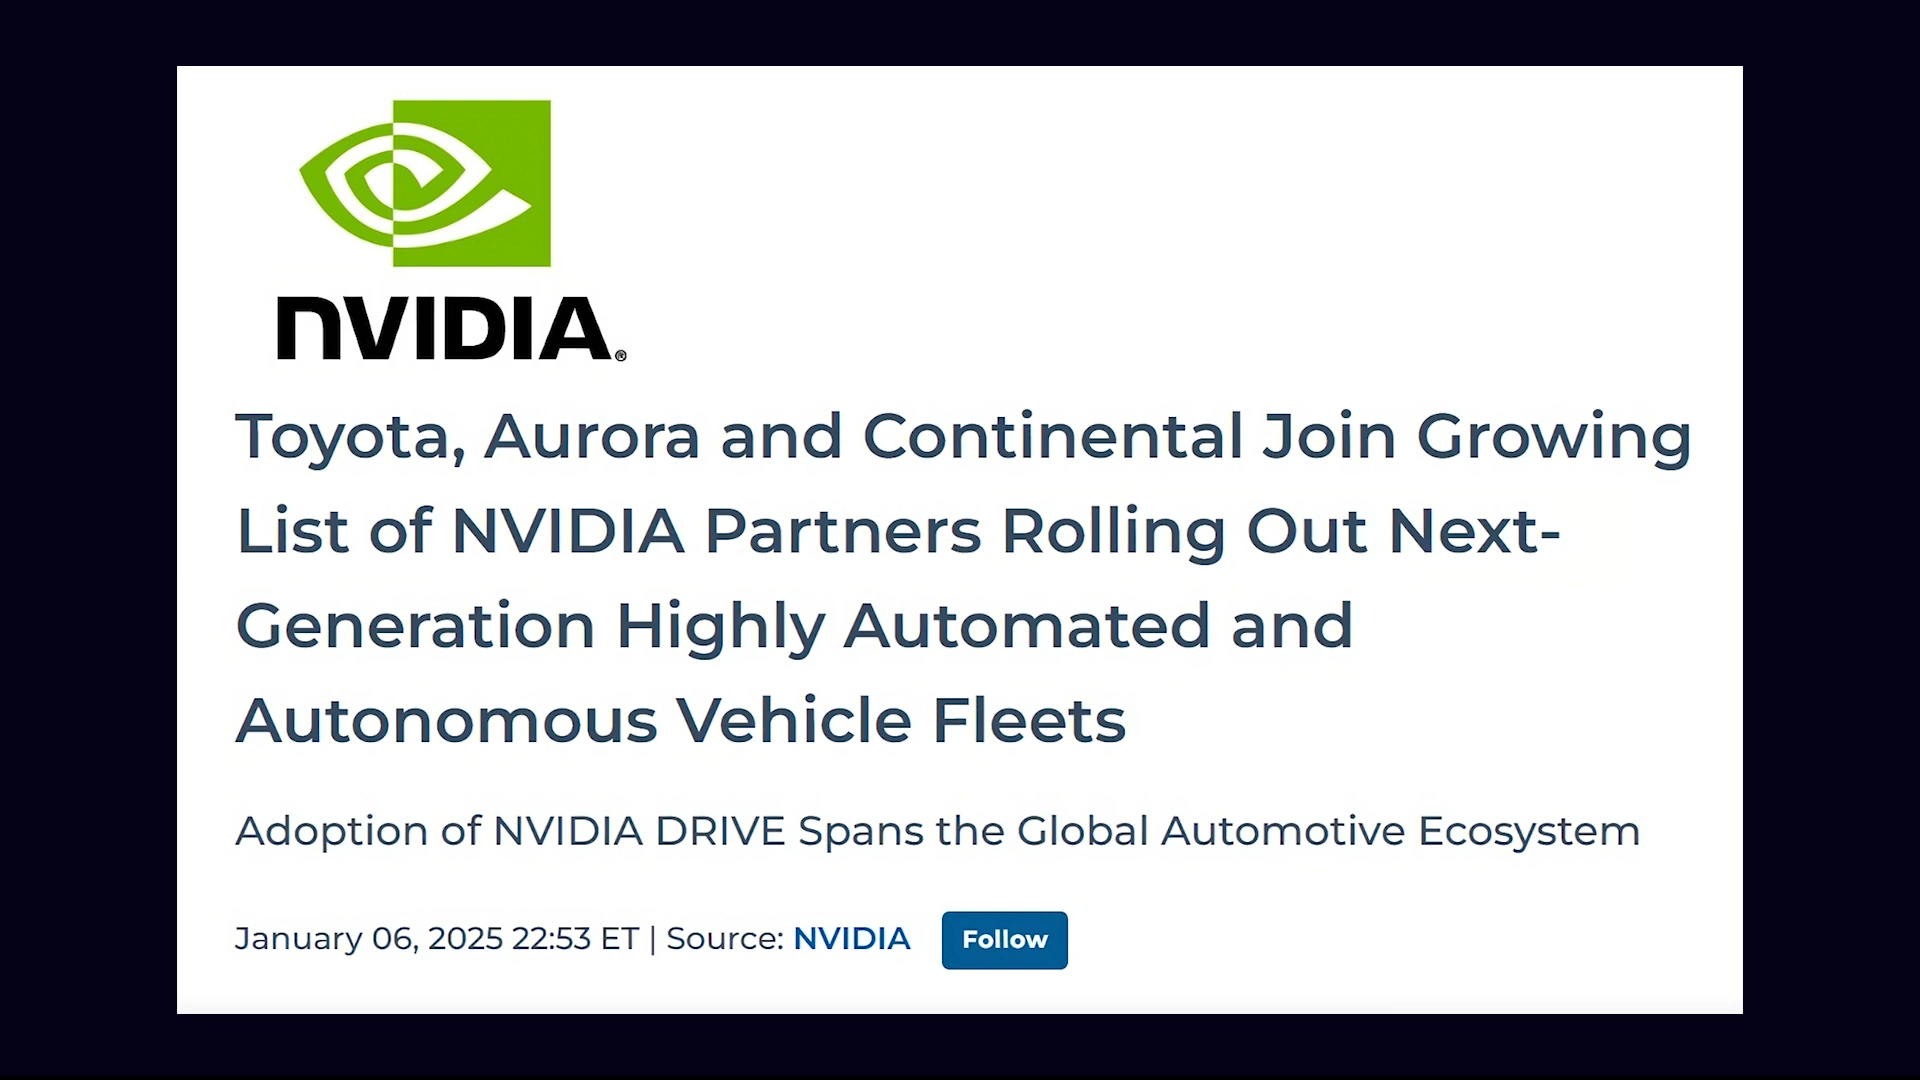 NVIDIA®
Toyota, Aurora and Continental Join Growing
List of NVIDIA Partners Rolling Out Next-
Generation Highly Automated and
Autonomous Vehicle Fleets
Adoption of NVIDIA DRIVE Spans the Global Automotive Ecosystem
January 06, 2025 22:53 ET | Source: NVIDIA Follow